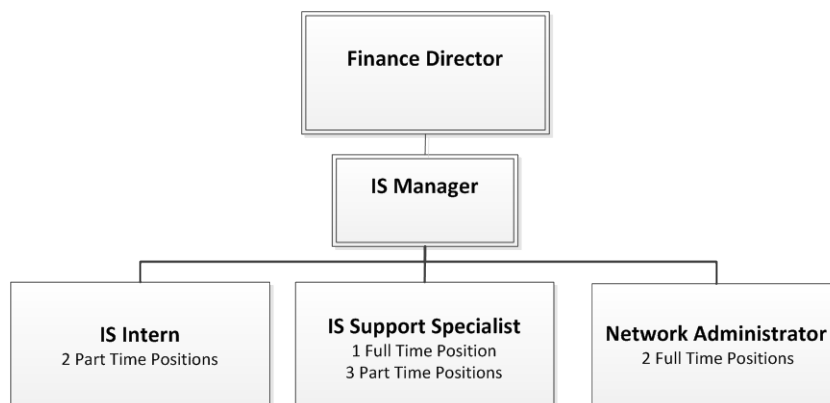 Finance Director
IS Manager
IS Intern
2 Part Time Positions
IS Support Specialist
1 Full Time Position
3 Part Time Positions
Network Administrator
2 Full Time Positions